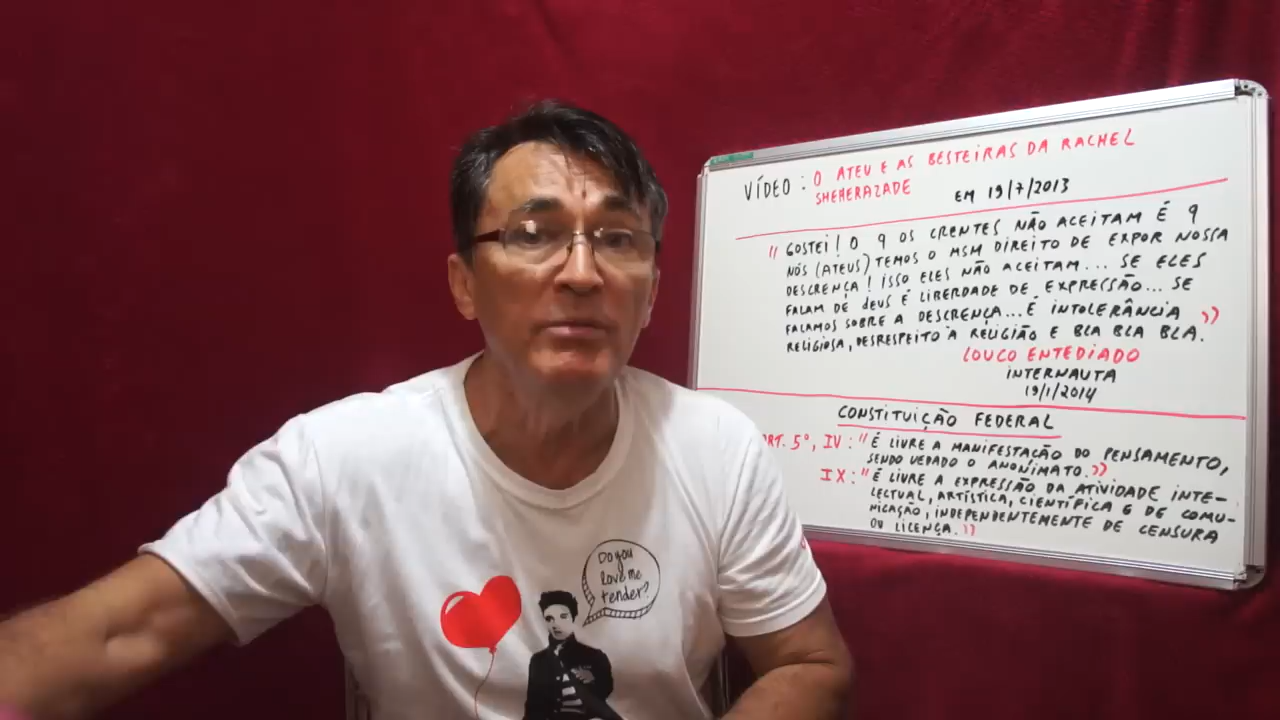 VÍDEO : O ATEU E AS BESTEIRAS DA RACHEL
SHEHERAZADE EM 19/7/2013
" GOSTEI! O Q OS CRENTES NÃO ACEITAM É Q
NÓS (ATEUS) TEMOS O MSM DIREITO DE EXPOR NOSSA
DESCRENÇA! ISSO ELES NÃO ACEITAM... SE ELES
FALAM DE DEUS É LIBERDADE DE EXPRESSÃO... SE
FALAMOS SOBRE A DESCRENÇA... É INTOLERÂNCIA
RELIGIOSA, DESRESPEITO À RELIGIÃO E BLA BLA BLA. "
LOUCO ENTEDIADO
INTERNAUTA
19/1/2014
CONSTITUIÇÃO FEDERAL
ART. 5º, IV : "É LIVRE A MANIFESTAÇÃO DO PENSAMENTO,
SENDO VEDADO O ANONIMATO."
IX : "É LIVRE A EXPRESSÃO DA ATIVIDADE INTE-
LECTUAL, ARTÍSTICA, CIENTÍFICA E DE COMU-
NICAÇÃO, INDEPENDENTEMENTE DE CENSURA
OU LICENÇA."
Do you
love me
tender?